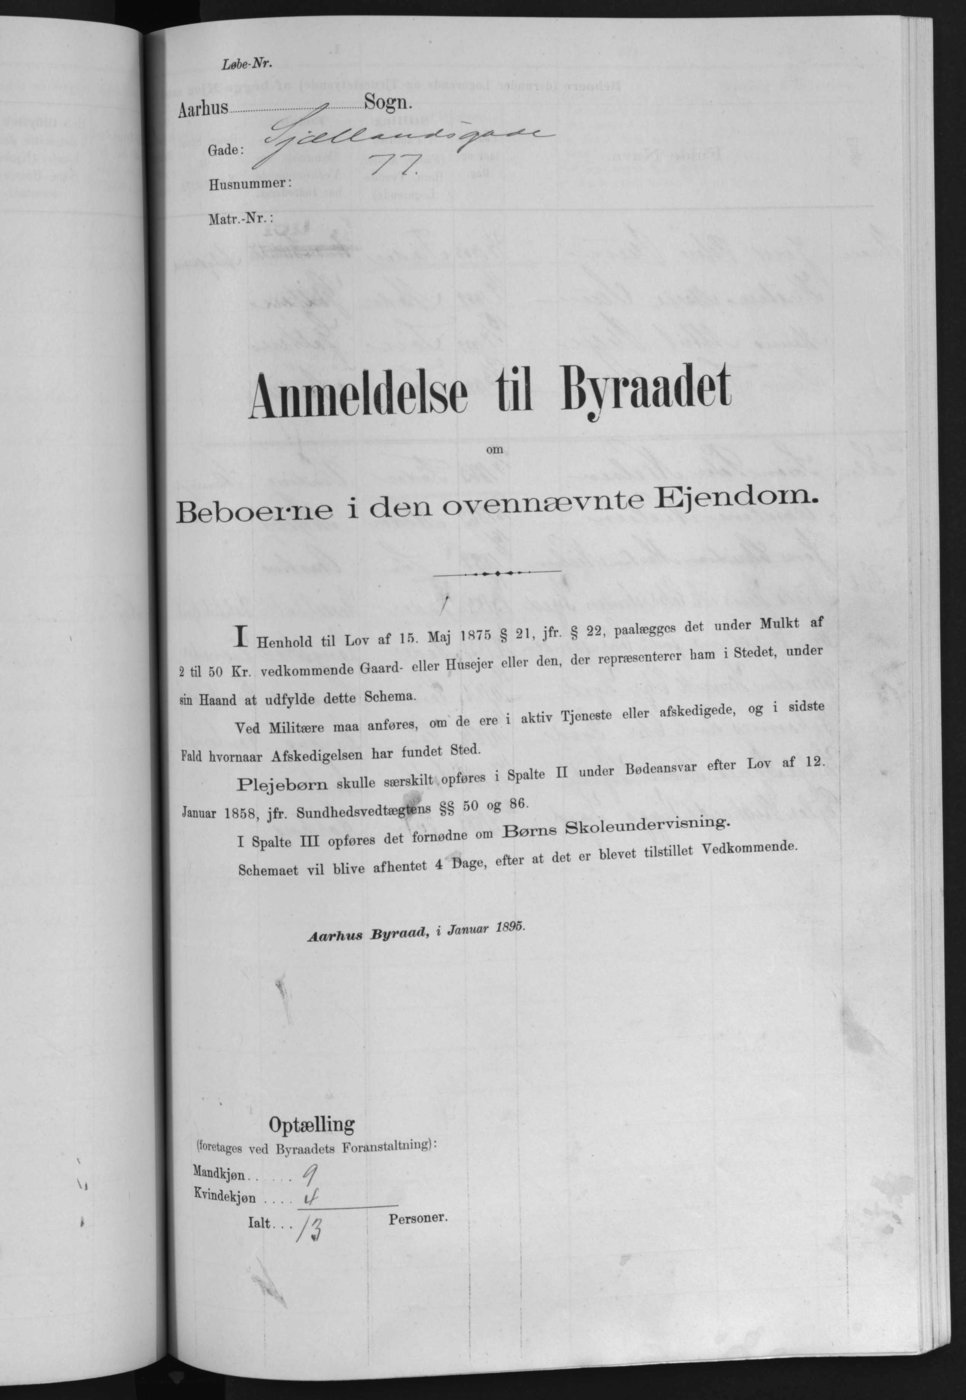 Løbe-Nr.
Aarhus Sogn.
Gade: Sjællandsgade
Husnummer: 77.
Matr.-Nr.:
Anmeldelse til Byraadet
om
Beboerne i den ovennævnte Ejendom.
I Henhold til Lov af 15. Maj 1875 § 21, jfr. § 22, paalægges det under Mulkt af
2 til 50 Kr. vedkommende Gaard- eller Husejer eller den, der repræsenterer ham i Stedet, under
sin Haand at udfylde dette Schema.
Ved Militære maa anføres, om de ere i aktiv Tjeneste eller afskedigede, og i sidste
Fald hvornaar Afskedigelsen har fundet Sted.
Plejebørn skulle særskilt opføres i Spalte II under Bødeansvar efter Lov af 12.
Januar 1858, jfr. Sundhedsvedtægtens §§ 50 og 86.
I Spalte III opføres det fornødne om Børns Skoleundervisning.
Schemaet vil blive afhentet 4 Dage, efter at det er blevet tilstillet Vedkommende.
Aarhus Byraad, i Januar 1895.
Optælling
(foretages ved Byraadets Foranstaltning):
Mandkjøn..... 9
Kvindekjøn.... 4
Ialt... 13 Personer.